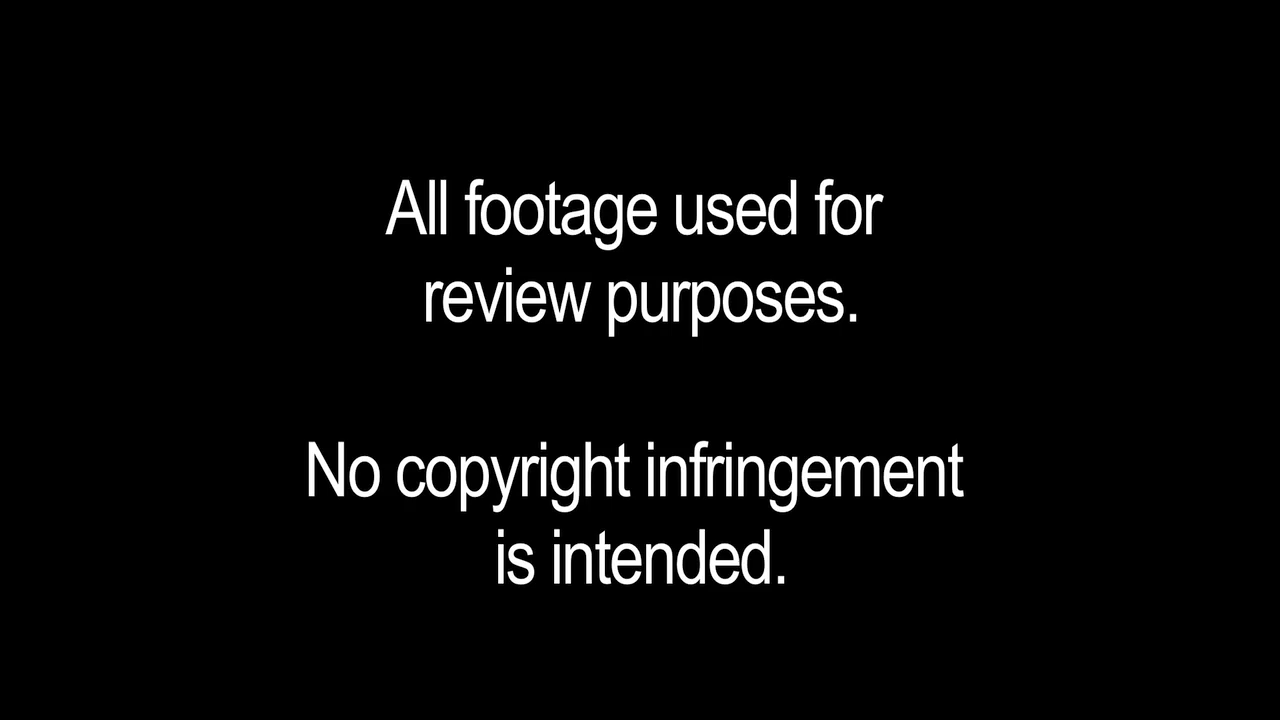 All footage used for
review purposes.
No copyright infringement
is intended.